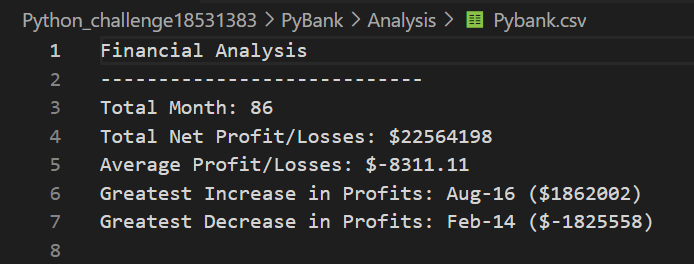 Python_challenge18531383 > PyBank > Analysis > Pybank.csv
1 Financial Analysis
2 ----------------------------
3 Total Month: 86
4 Total Net Profit/Losses: $22564198
5 Average Profit/Losses: $-8311.11
6 Greatest Increase in Profits: Aug-16 ($1862002)
7 Greatest Decrease in Profits: Feb-14 ($-1825558)
8